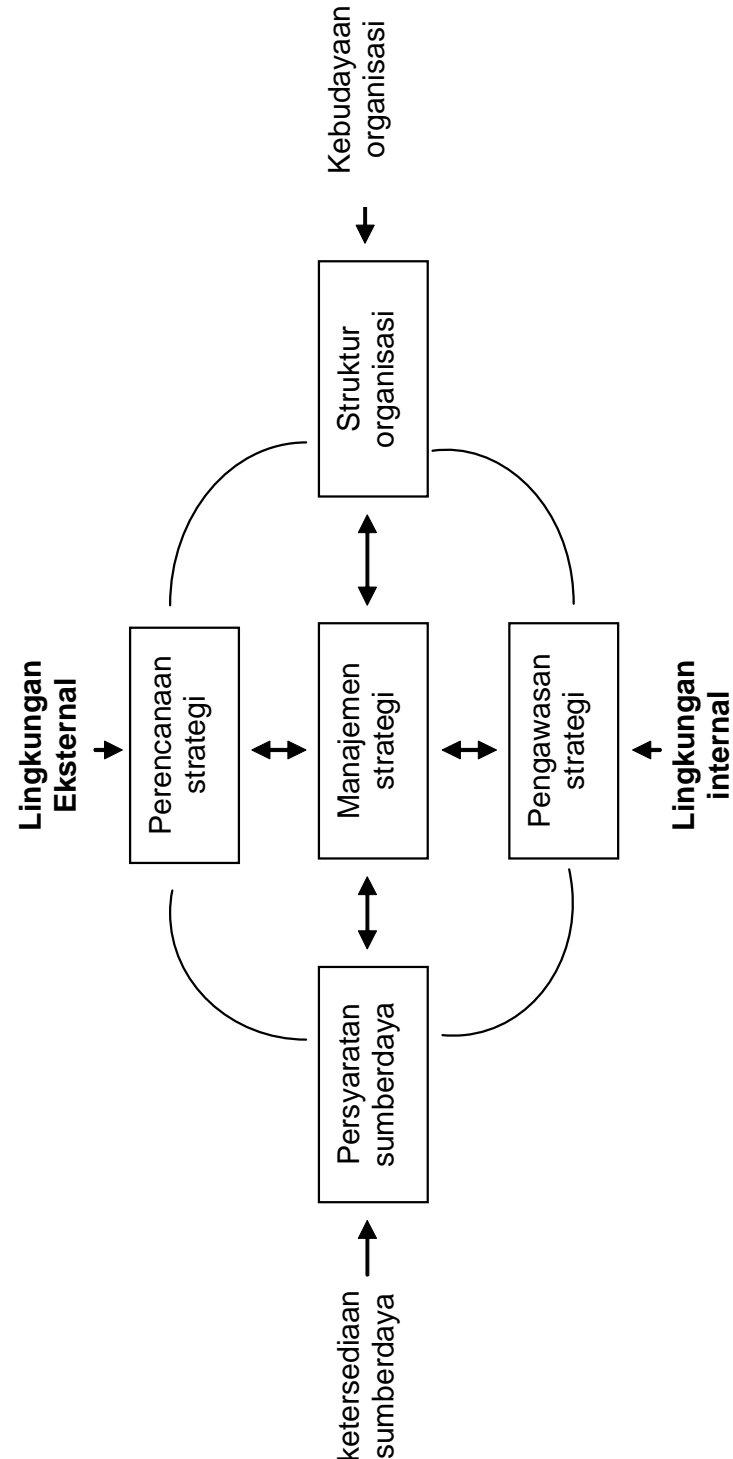 Lingkungan
Eksternal
Perencanaan
strategi
ketersediaan
sumberdaya
Persyaratan
sumberdaya
Manajemen
strategi
Struktur
organisasi
Kebudayaan
organisasi
Pengawasan
strategi
Lingkungan
internal